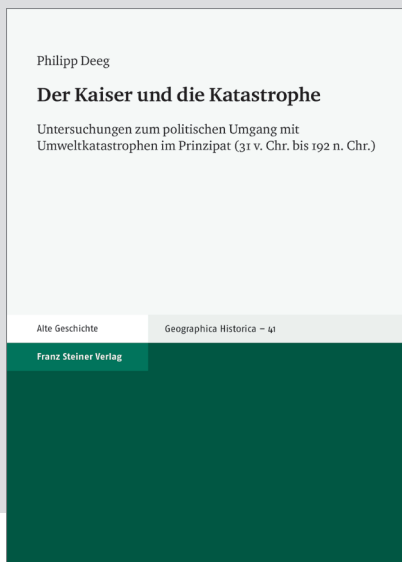 Philipp Deeg
Der Kaiser und die Katastrophe
Untersuchungen zum politischen Umgang mit
Umweltkatastrophen im Prinzipat (31 v. Chr. bis 192 n. Chr.)
Alte Geschichte
Geographica Historica – 41
Franz Steiner Verlag